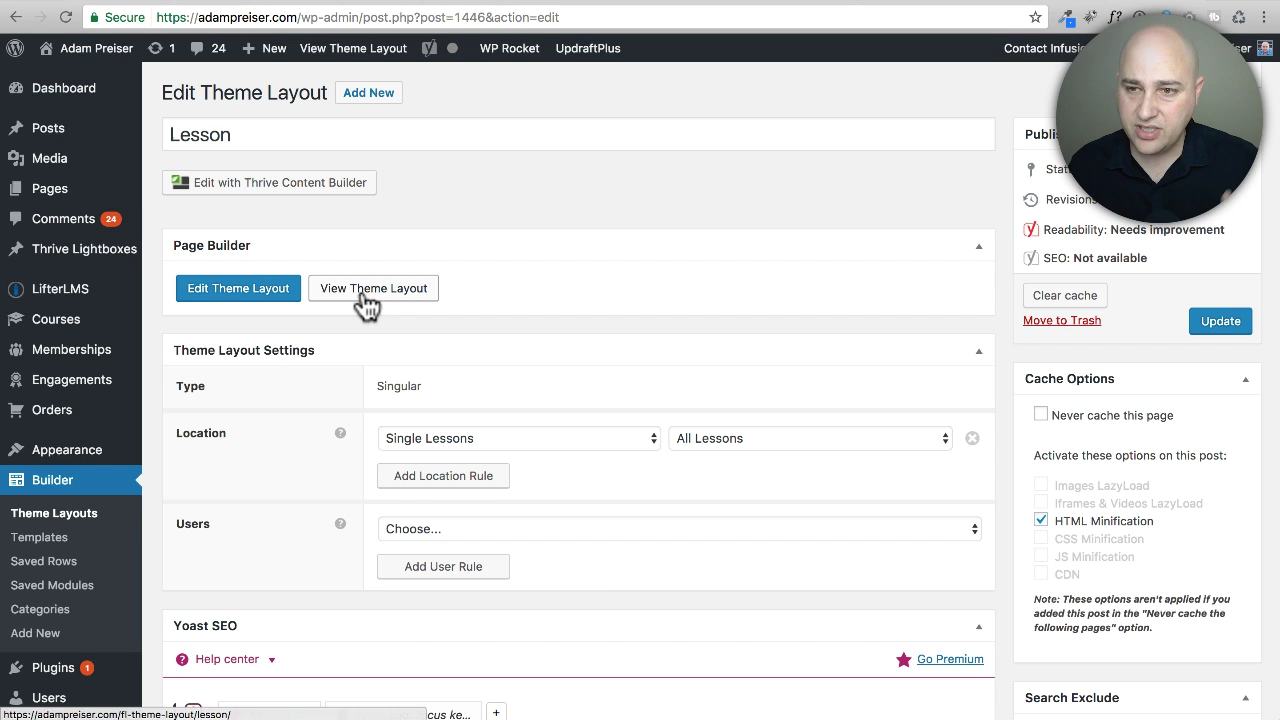 Secure https://adampreiser.com/wp-admin/post.php?post=1446&action=edit
Adam Preiser 1 24 New View Theme Layout WP Rocket UpdraftPlus Contact Infusi
Edit Theme Layout Add New
Lesson
Edit with Thrive Content Builder
Page Builder
Edit Theme Layout View Theme Layout
Theme Layout Settings
Type Singular
Location Single Lessons All Lessons
Add Location Rule
Users Choose...
Add User Rule
Yoast SEO
Help center Go Premium
Dashboard
Posts
Media
Pages
Comments 24
Thrive Lightboxes
LifterLMS
Courses
Memberships
Engagements
Orders
Appearance
Builder
Theme Layouts
Templates
Saved Rows
Saved Modules
Categories
Add New
Plugins 1
Users
https://adampreiser.com/fl-theme-layout/lesson/
Publi
Stat
Revisions
Readability: Needs improvement
SEO: Not available
Clear cache
Move to Trash Update
Cache Options
Never cache this page
Activate these options on this post:
Images LazyLoad
Iframes & Videos LazyLoad
HTML Minification
CSS Minification
JS Minification
CDN
Note: These options aren't applied if you
added this post in the "Never cache the
following pages" option.
Search Exclude